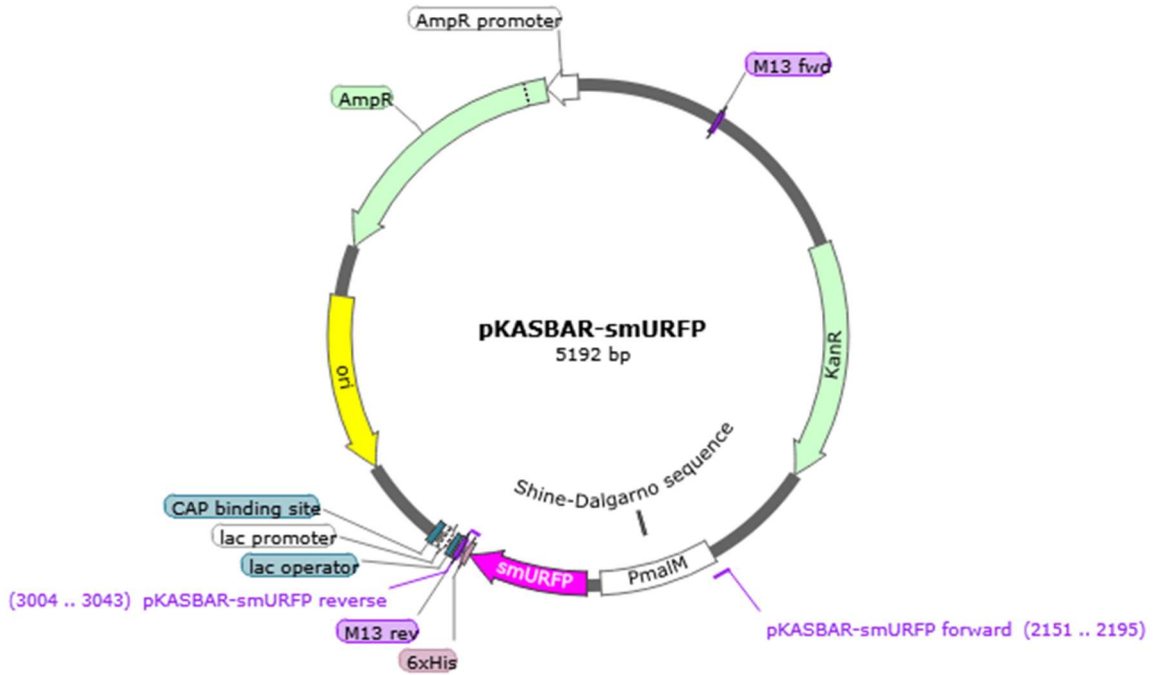 AmpR promoter
M13 fwd
AmpR
pKASBAR-smURFP
5192 bp
KanR
ori
Shine-Dalgarno sequence
CAP binding site
lac promoter
lac operator
smURFP
PmalM
(3004 .. 3043) pKASBAR-smURFP reverse
M13 rev
6xHis
pKASBAR-smURFP forward (2151 .. 2195)